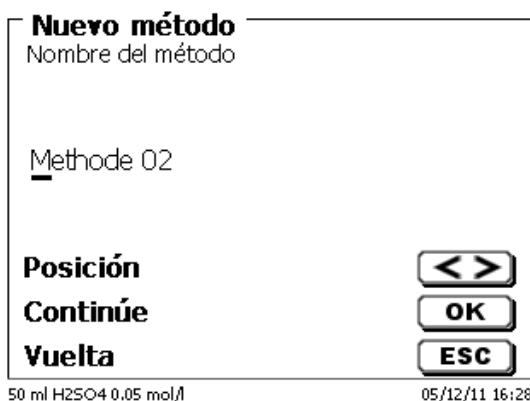 Nuevo método
Nombre del método
Methode 02
Posición < >
Continúe OK
Vuelta ESC
50 ml H2SO4 0.05 mol/l 05/12/11 16:28